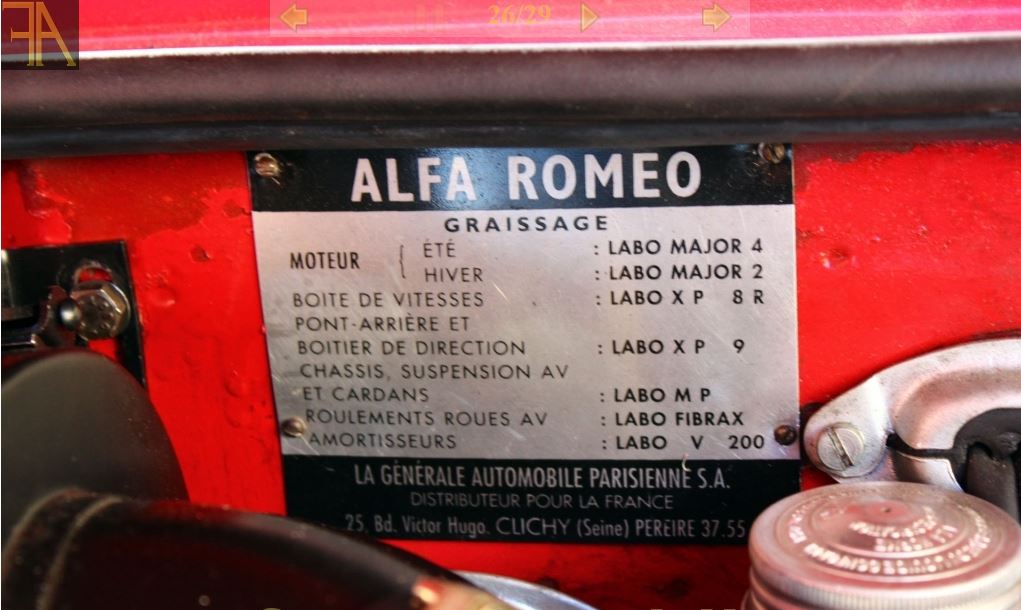 26/29
ALFA ROMEO
GRAISSAGE
MOTEUR { ÉTÉ : LABO MAJOR 4
HIVER : LABO MAJOR 2
BOITE DE VITESSES : LABO X P 8 R
PONT-ARRIÈRE ET
BOITIER DE DIRECTION : LABO X P 9
CHASSIS, SUSPENSION AV
ET CARDANS : LABO M P
ROULEMENTS ROUES AV : LABO FIBRAX
AMORTISSEURS : LABO V 200
LA GÉNÉRALE AUTOMOBILE PARISIENNE S.A.
DISTRIBUTEUR POUR LA FRANCE
25, Bd. Victor Hugo. CLICHY (Seine) PEREIRE 37.55